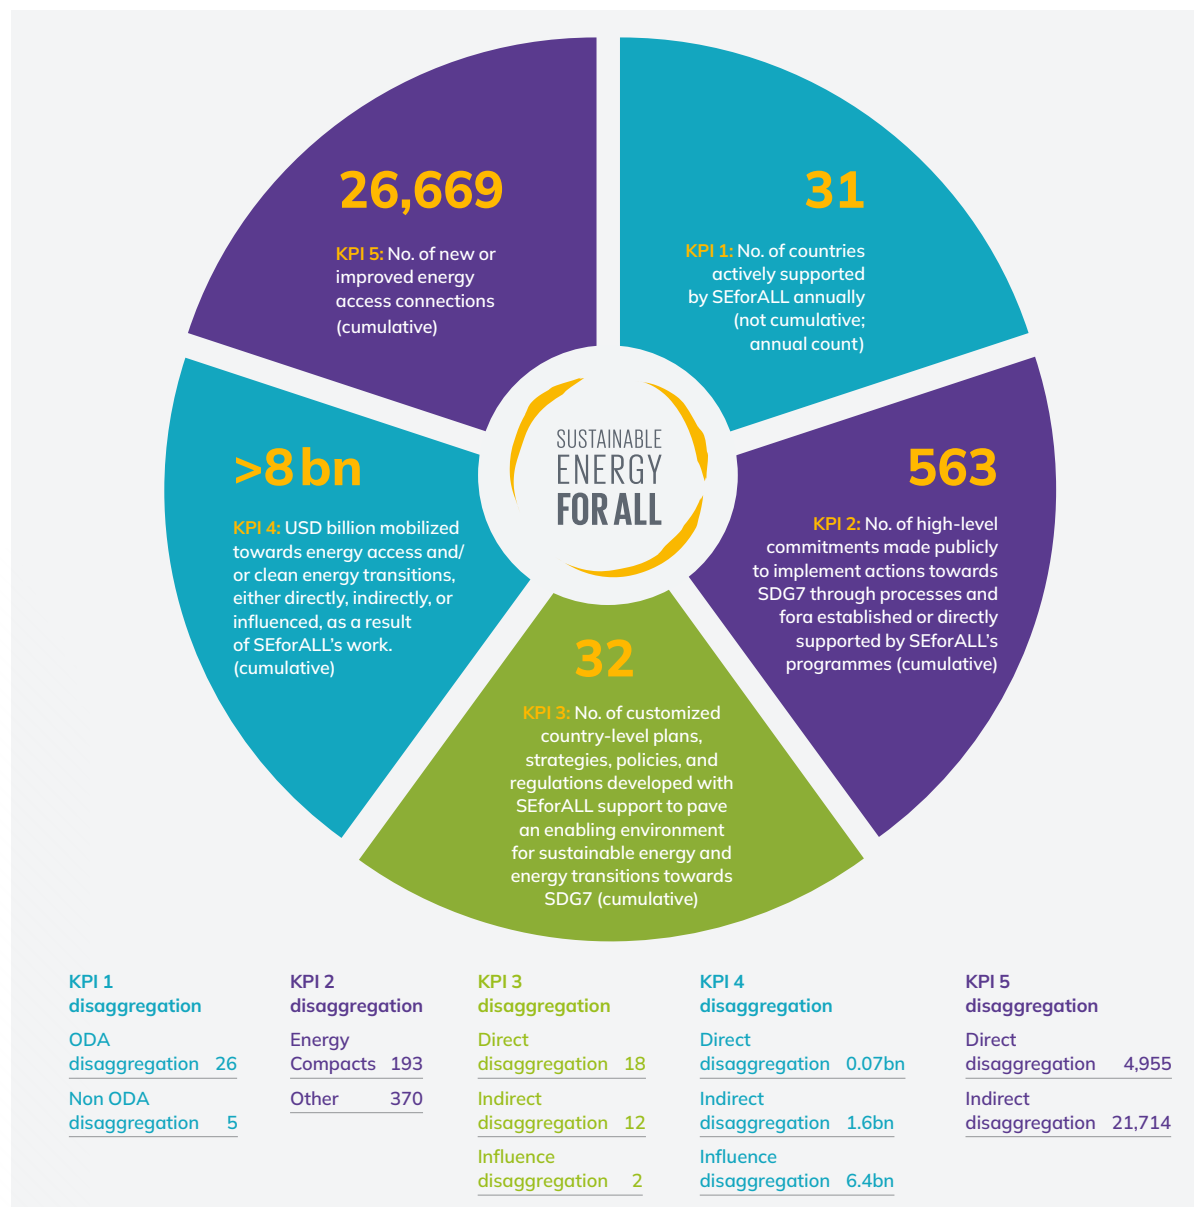 26,669
KPI 5: No. of new or
improved energy
access connections
(cumulative)
31
KPI 1: No. of countries
actively supported
by SEforALL annually
(not cumulative;
annual count)
>8 bn
KPI 4: USD billion mobilized
towards energy access and/
or clean energy transitions,
either directly, indirectly, or
influenced, as a result
of SEforALL’s work.
(cumulative)
SUSTAINABLE
ENERGY
FOR ALL
563
KPI 2: No. of high-level
commitments made publicly
to implement actions towards
SDG7 through processes and
fora established or directly
supported by SEforALL’s
programmes (cumulative)
32
KPI 3: No. of customized
country-level plans,
strategies, policies, and
regulations developed with
SEforALL support to pave
an enabling environment
for sustainable energy and
energy transitions towards
SDG7 (cumulative)
KPI 1
disaggregation
ODA
disaggregation 26
Non ODA
disaggregation 5
KPI 2
disaggregation
Energy
Compacts 193
Other 370
KPI 3
disaggregation
Direct
disaggregation 18
Indirect
disaggregation 12
Influence
disaggregation 2
KPI 4
disaggregation
Direct
disaggregation 0.07bn
Indirect
disaggregation 1.6bn
Influence
disaggregation 6.4bn
KPI 5
disaggregation
Direct
disaggregation 4,955
Indirect
disaggregation 21,714